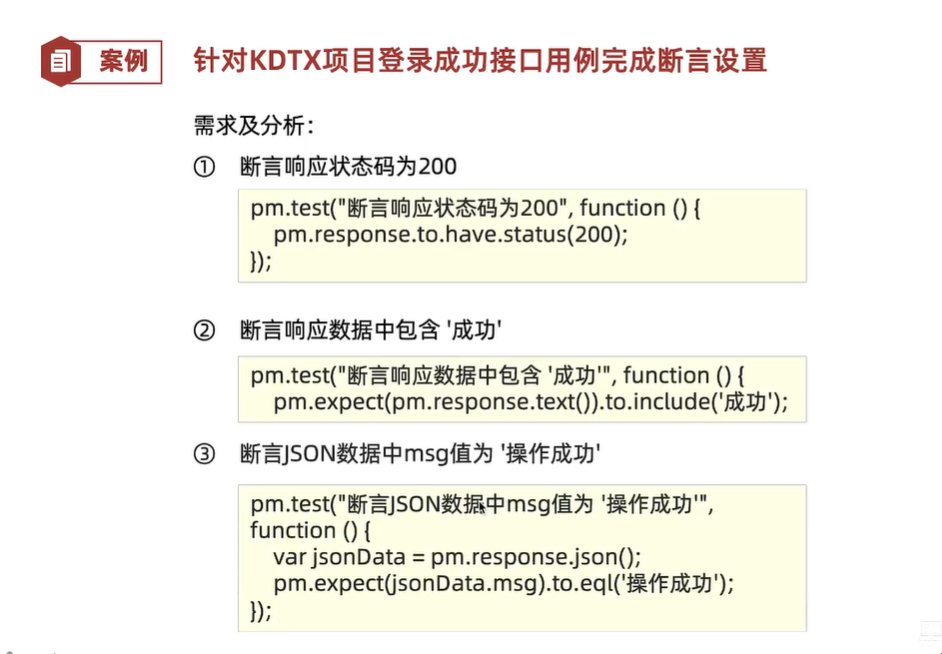 案例
针对KDTX项目登录成功接口用例完成断言设置
需求及分析：
① 断言响应状态码为200
pm.test("断言响应状态码为200", function () {
pm.response.to.have.status(200);
});
② 断言响应数据中包含 '成功'
pm.test("断言响应数据中包含 '成功'", function () {
pm.expect(pm.response.text()).to.include('成功');
③ 断言JSON数据中msg值为 '操作成功'
pm.test("断言JSON数据中msg值为 '操作成功'",
function () {
var jsonData = pm.response.json();
pm.expect(jsonData.msg).to.eql('操作成功');
});